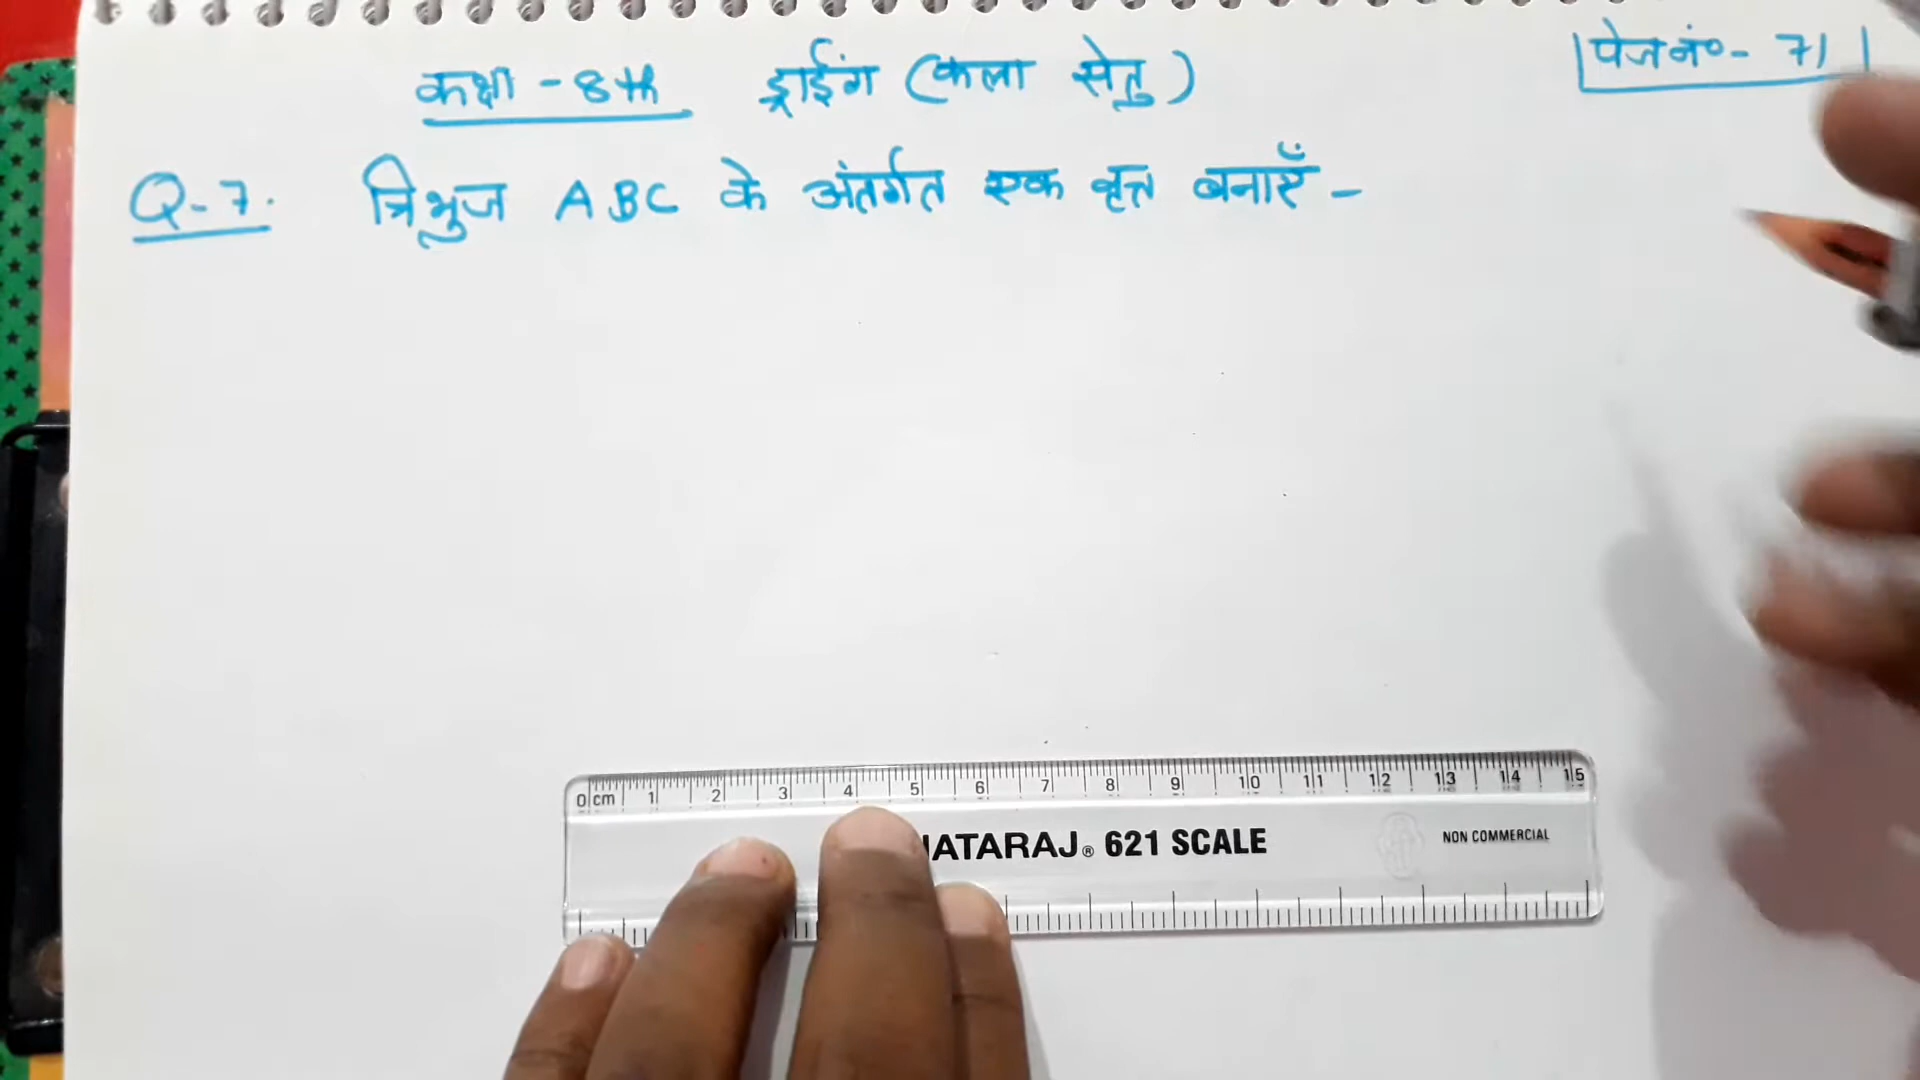 कक्षा - 8th ड्राईंग (कला सेतु)
पेज नं० - 71
Q-7. त्रिभुज ABC के अंतर्गत एक वृत्त बनाएँ -
0 cm 1 2 3 4 5 6 7 8 9 10 11 12 13 14 15
NATARAJ® 621 SCALE
NON COMMERCIAL